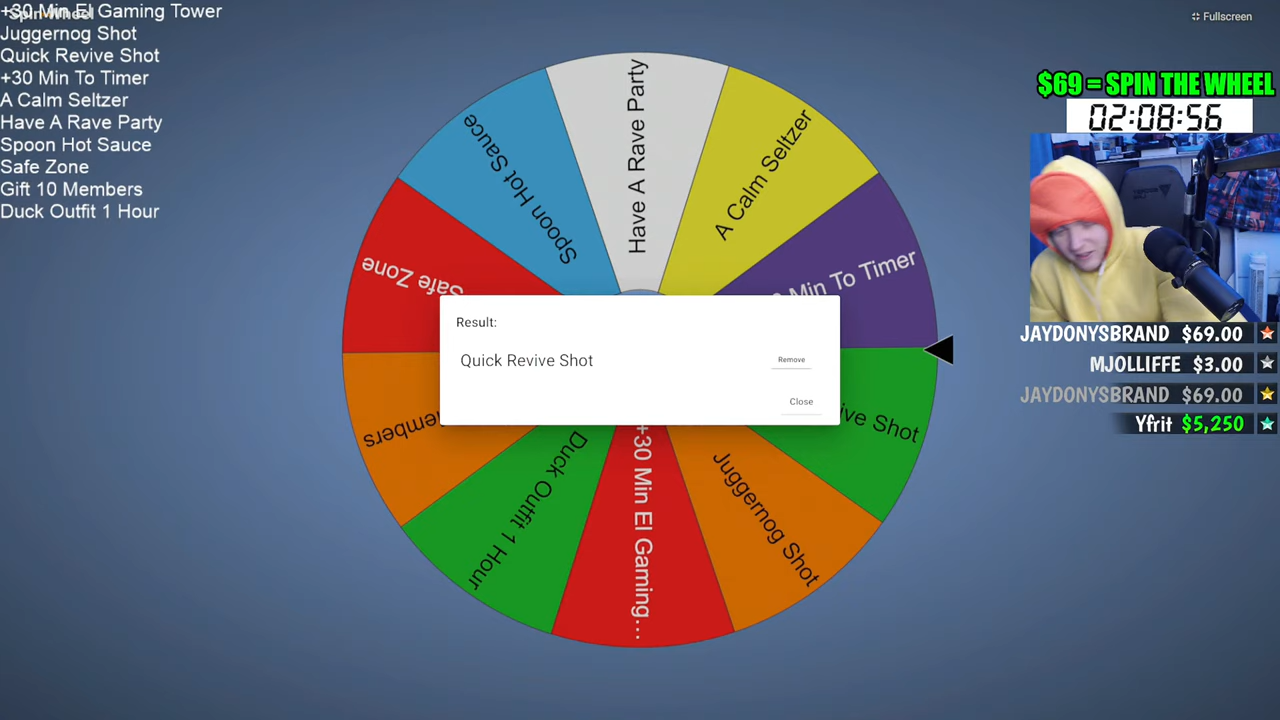 +30 Min El Gaming Tower
Spin Wheel
Juggernog Shot
Quick Revive Shot
+30 Min To Timer
A Calm Seltzer
Have A Rave Party
Spoon Hot Sauce
Safe Zone
Gift 10 Members
Duck Outfit 1 Hour
Fullscreen
$69 = SPIN THE WHEEL
02:08:56
Have A Rave Party
A Calm Seltzer
Min To Timer
ive Shot
Juggernog Shot
+30 Min El Gaming...
Duck Outfit 1 Hour
embers
Safe Zone
Spoon Hot Sauce
Result:
Quick Revive Shot
Remove
Close
JAYDONYSBRAND $69.00
MJOLLIFFE $3.00
JAYDONYSBRAND $69.00
Yfrit $5,250